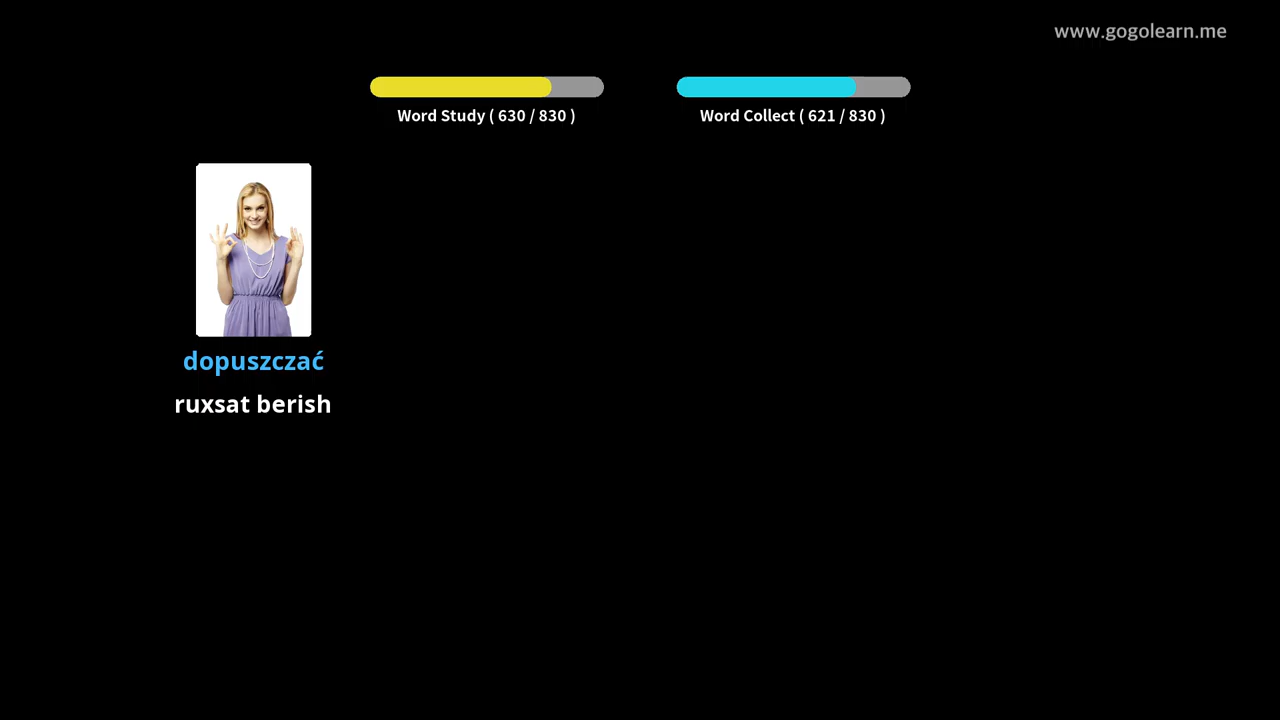 www.gogolearn.me
Word Study ( 630 / 830 )
Word Collect ( 621 / 830 )
dopuszczać
ruxsat berish